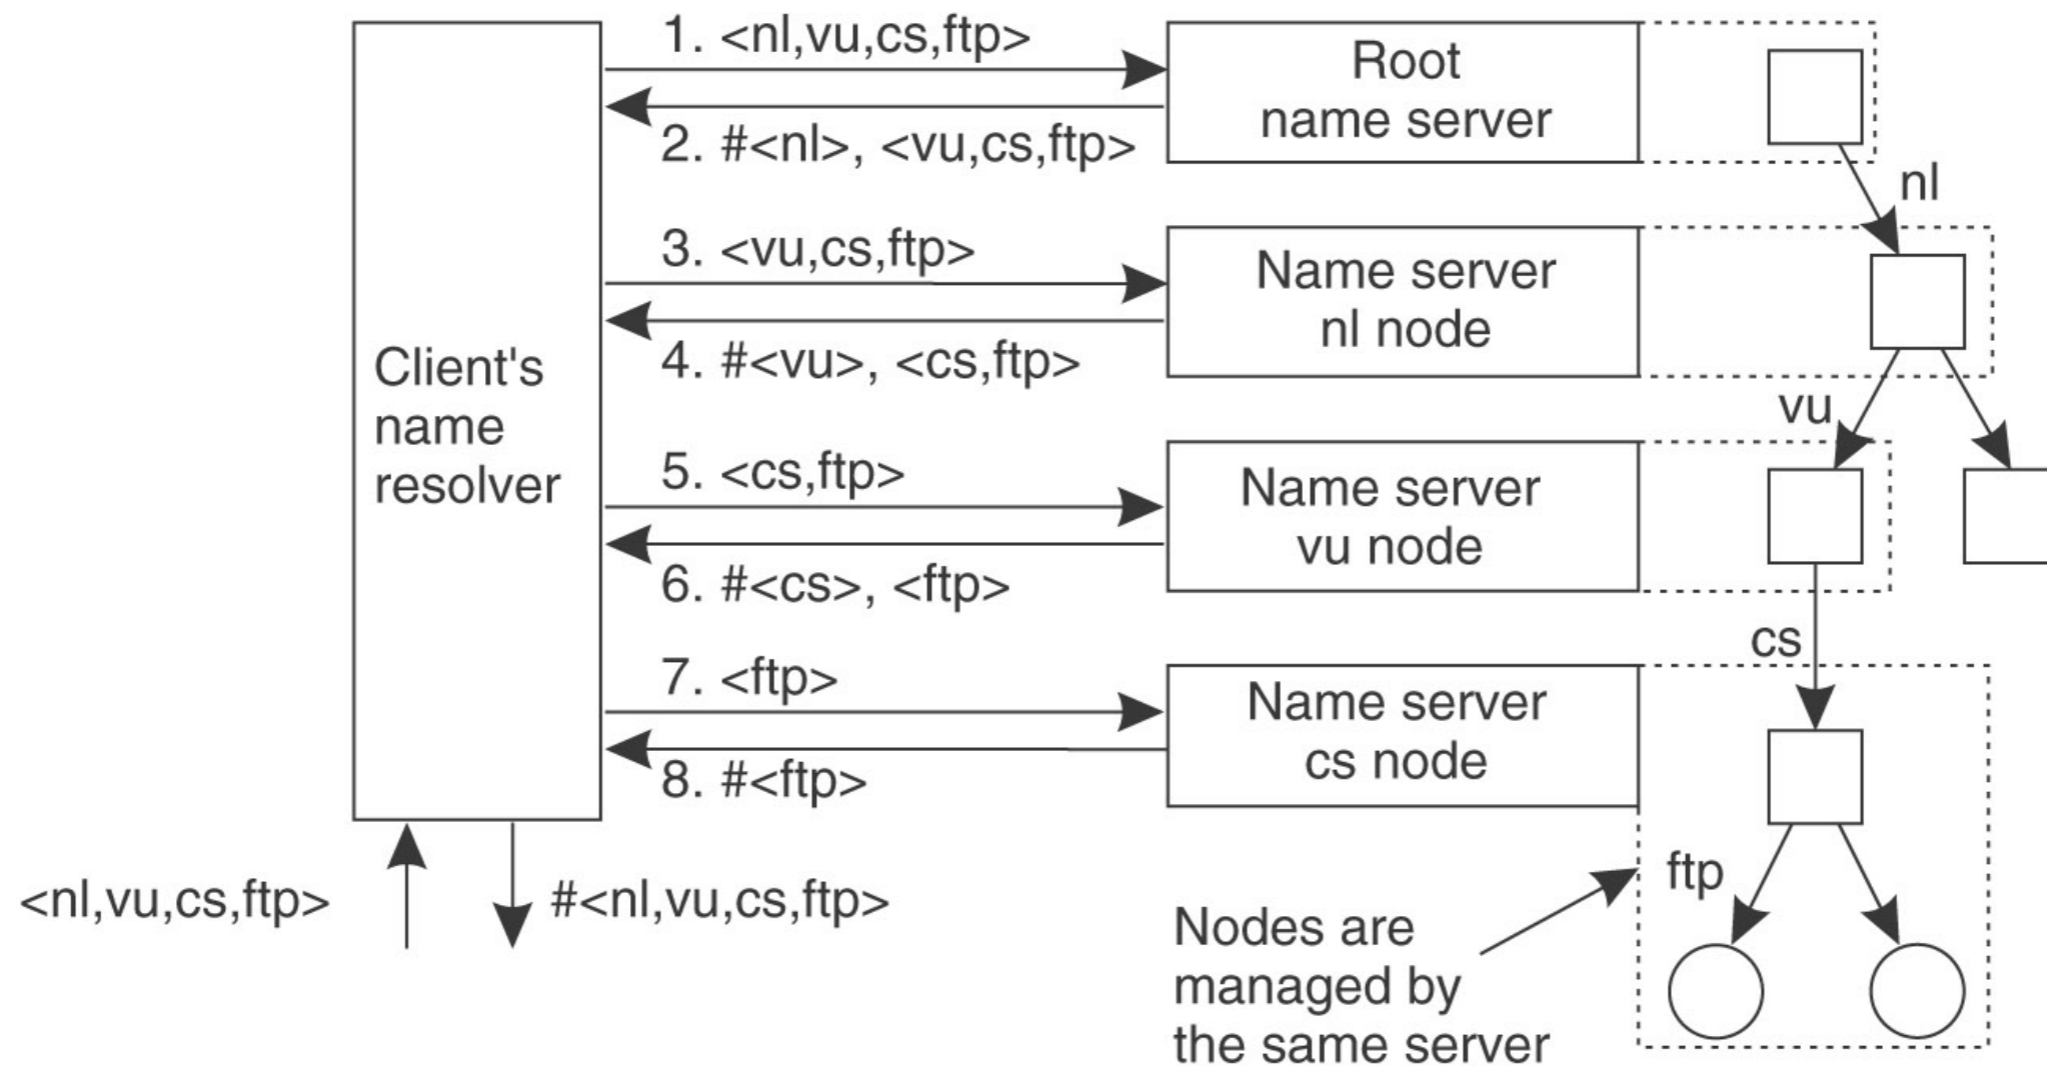 1. <nl,vu,cs,ftp>
Root
name server
2. #<nl>, <vu,cs,ftp>
nl
3. <vu,cs,ftp>
Name server
nl node
4. #<vu>, <cs,ftp>
Client's
name
resolver
vu
5. <cs,ftp>
Name server
vu node
6. #<cs>, <ftp>
cs
7. <ftp>
Name server
cs node
8. #<ftp>
<nl,vu,cs,ftp>
#<nl,vu,cs,ftp>
ftp
Nodes are
managed by
the same server